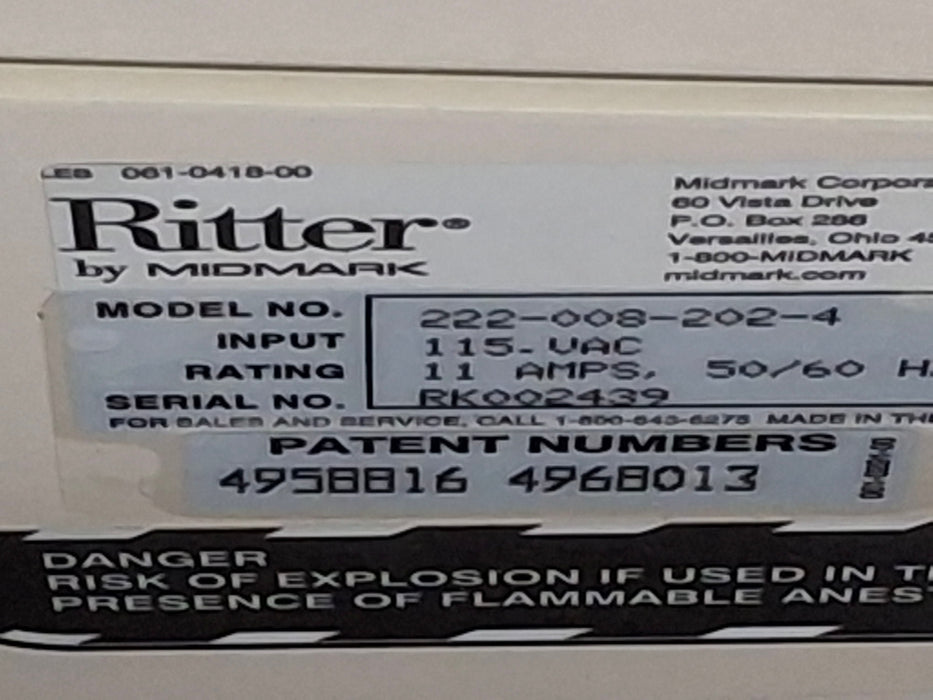 061-0418-00
Ritter®
by MIDMARK
Midmark Corpora
60 Vista Drive
P.O. Box 286
Versailles, Ohio 45
1-800-MIDMARK
midmark.com
MODEL NO. 222-008-202-4
INPUT 115-VAC
RATING 11 AMPS, 50/60 H
SERIAL NO. RK002439
FOR SALES AND SERVICE, CALL 1-800-643-6275 MADE IN THE
PATENT NUMBERS
4958816 4968013
DANGER
RISK OF EXPLOSION IF USED IN T
PRESENCE OF FLAMMABLE ANES